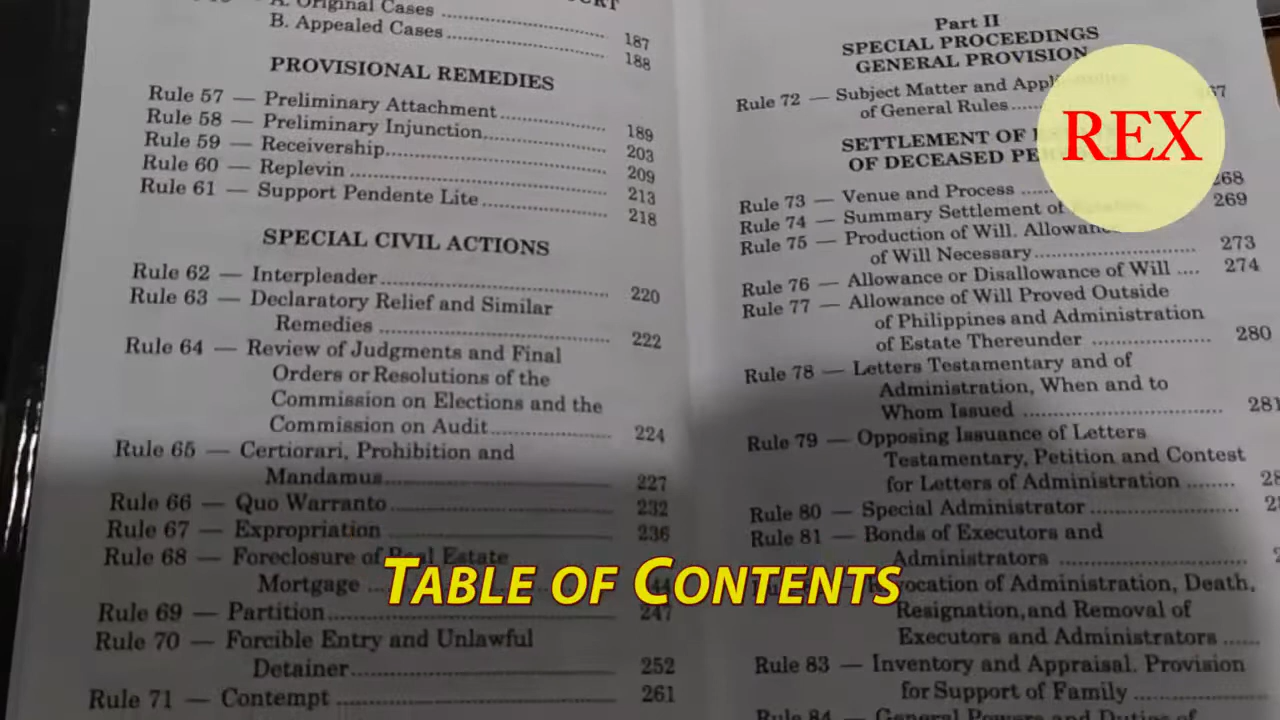 A. Original Cases ........ 187
B. Appealed Cases ........ 188
PROVISIONAL REMEDIES
Rule 57 — Preliminary Attachment ........ 189
Rule 58 — Preliminary Injunction ........ 203
Rule 59 — Receivership ........ 209
Rule 60 — Replevin ........ 213
Rule 61 — Support Pendente Lite ........ 218
SPECIAL CIVIL ACTIONS
Rule 62 — Interpleader ........ 220
Rule 63 — Declaratory Relief and Similar
Remedies ........ 222
Rule 64 — Review of Judgments and Final
Orders or Resolutions of the
Commission on Elections and the
Commission on Audit ........ 224
Rule 65 — Certiorari, Prohibition and
Mandamus ........ 227
Rule 66 — Quo Warranto ........ 232
Rule 67 — Expropriation ........ 236
Rule 68 — Foreclosure of Real Estate
Mortgage ........
Rule 69 — Partition ........ 247
Rule 70 — Forcible Entry and Unlawful
Detainer ........ 252
Rule 71 — Contempt ........ 261
Part II
SPECIAL PROCEEDINGS
GENERAL PROVISION
Rule 72 — Subject Matter and
of General Rules ........
SETTLEMENT OF
OF DECEASED
Rule 73 — Venue and Process ........ 268
Rule 74 — Summary Settlement of 269
Rule 75 — Production of Will.
of Will Necessary ........ 273
Rule 76 — Allowance or Disallowance of Will .... 274
Rule 77 — Allowance of Will Proved Outside
of Philippines and Administration
of Estate Thereunder ........ 280
Rule 78 — Letters Testamentary and of
Administration, When and to
Whom Issued ........ 281
Rule 79 — Opposing Issuance of Letters
Testamentary, Petition and Contest
for Letters of Administration ........
Rule 80 — Special Administrator ........
Rule 81 — Bonds of Executors and
Administrators ........
of Administration, Death,
Resignation, and Removal of
Executors and Administrators ......
Rule 83 — Inventory and Appraisal. Provision
for Support of Family ........
Rule 84 — General Powers and Duties of
REX
TABLE OF CONTENTS